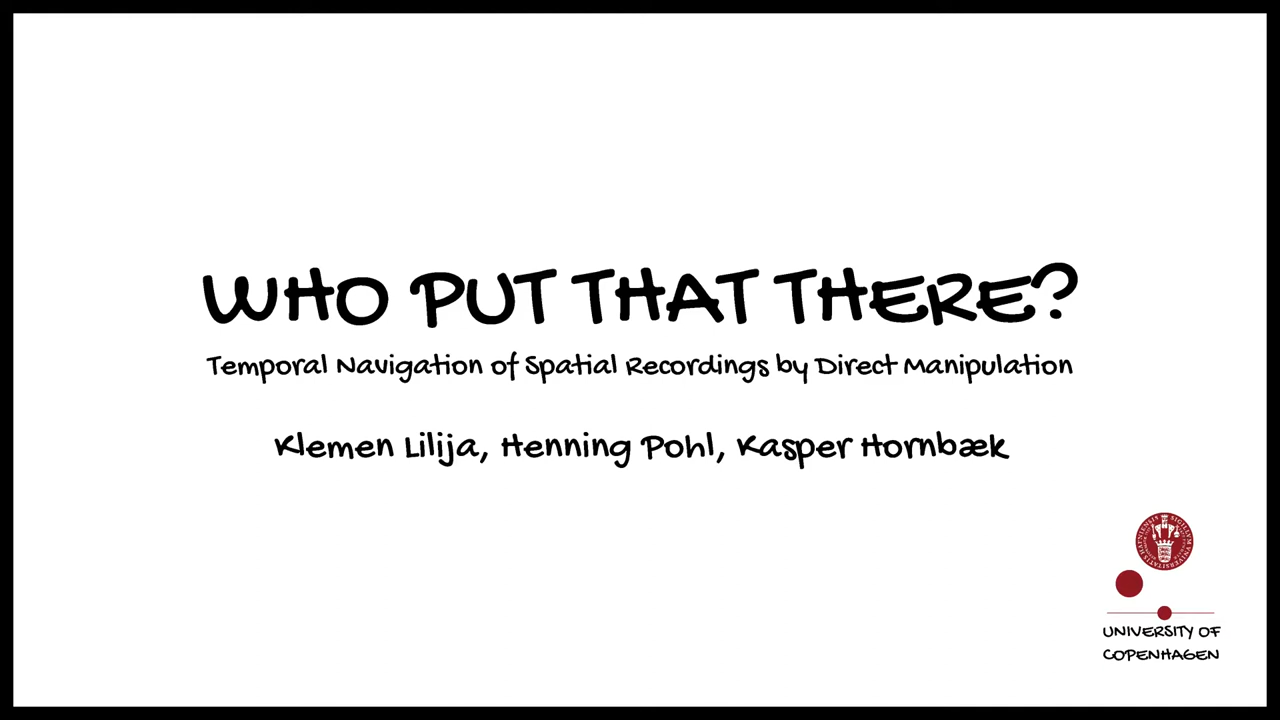 WHO PUT THAT THERE?
Temporal Navigation of Spatial Recordings by Direct Manipulation
Klemen Lilija, Henning Pohl, Kasper Hornbæk
UNIVERSITY OF
COPENHAGEN